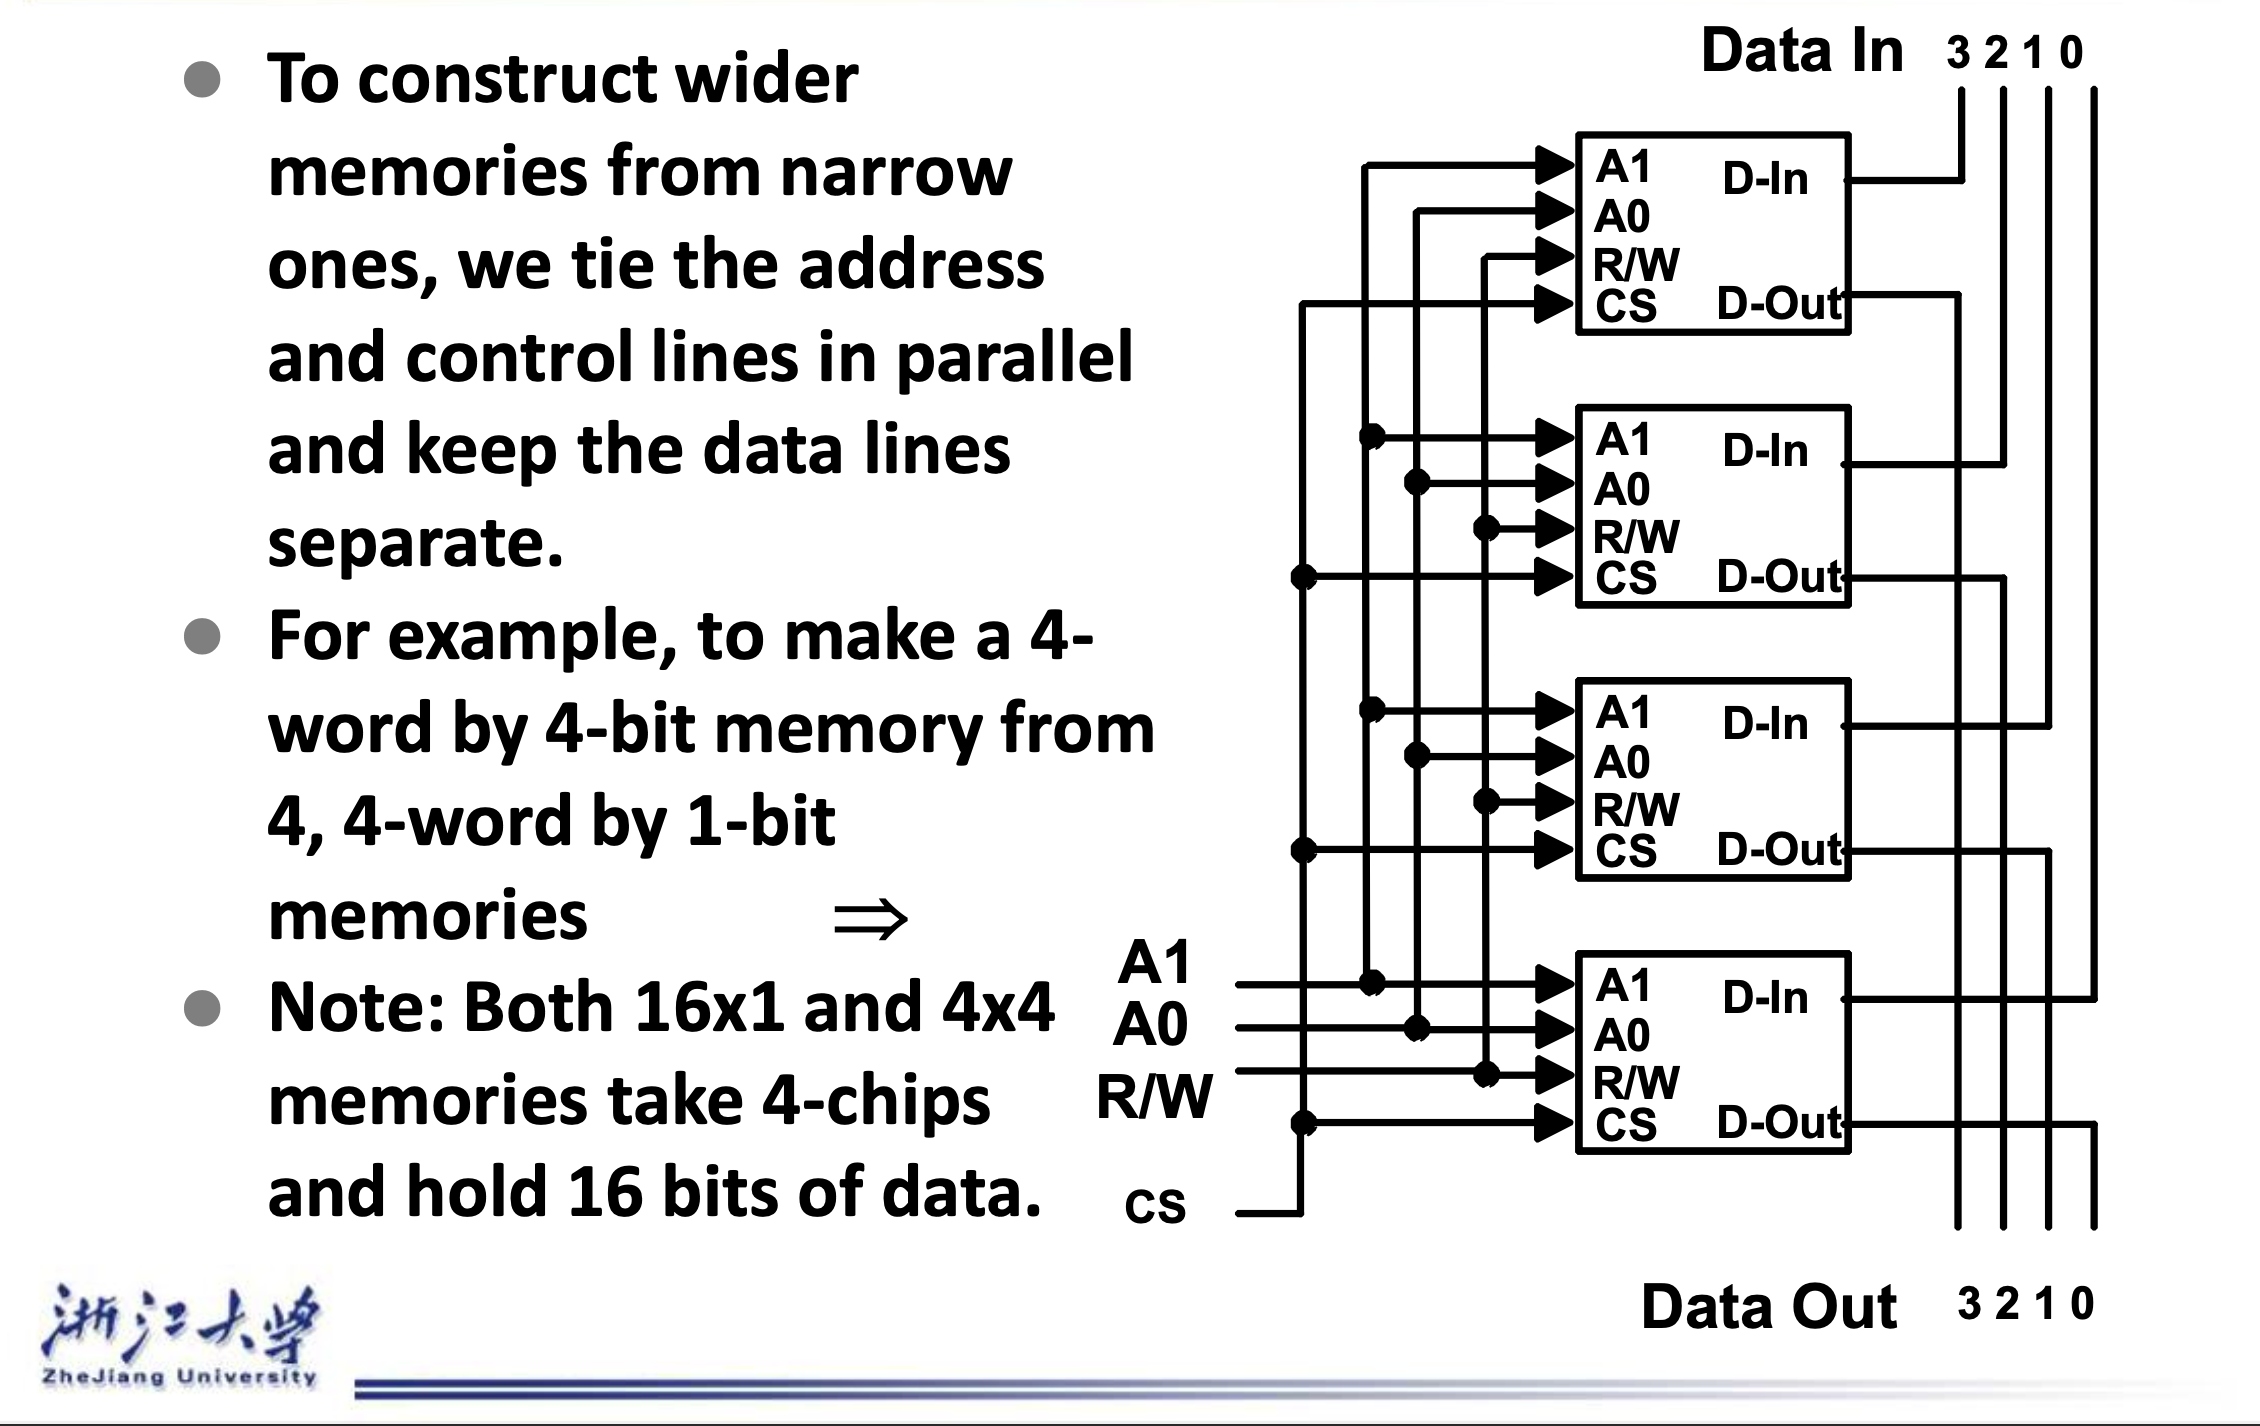 To construct wider
memories from narrow
ones, we tie the address
and control lines in parallel
and keep the data lines
separate.
For example, to make a 4-
word by 4-bit memory from
4, 4-word by 1-bit
memories ⇒
Note: Both 16x1 and 4x4
memories take 4-chips
and hold 16 bits of data.
Data In 3 2 1 0
A1 D-In
A0
R/W
CS D-Out
A1 D-In
A0
R/W
CS D-Out
A1 D-In
A0
R/W
CS D-Out
A1
A0
R/W
CS
A1 D-In
A0
R/W
CS D-Out
Data Out 3 2 1 0
浙江大学
ZheJiang University